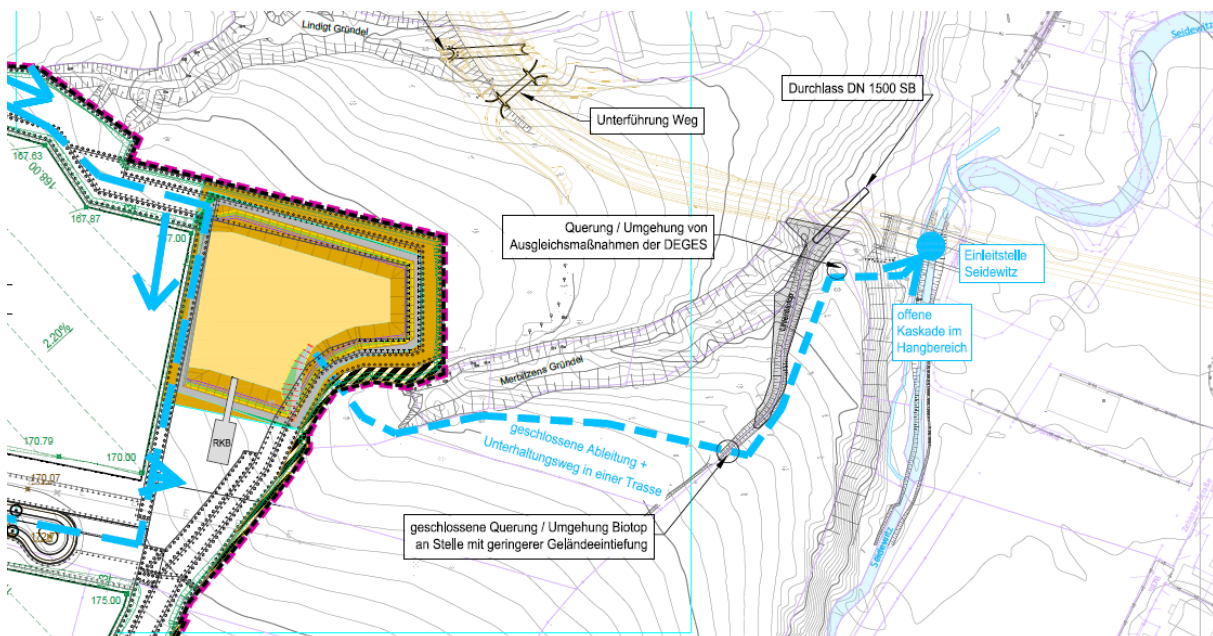 Lindigt Gründel
Seidewitz
Durchlass DN 1500 SB
Unterführung Weg
167.63
168.00
167.87
Querung / Umgehung von
Ausgleichsmaßnahmen der DEGES
Einleitstelle
Seidewitz
offene
Kaskade im
Hangbereich
2.20%
Merbitzens Gründel
RKB
geschlossene Ableitung +
Unterhaltungsweg in einer Trasse
170.79
170.00
170.07
geschlossene Querung / Umgehung Biotop
an Stelle mit geringerer Geländeeintiefung
Seidewitz
175.00